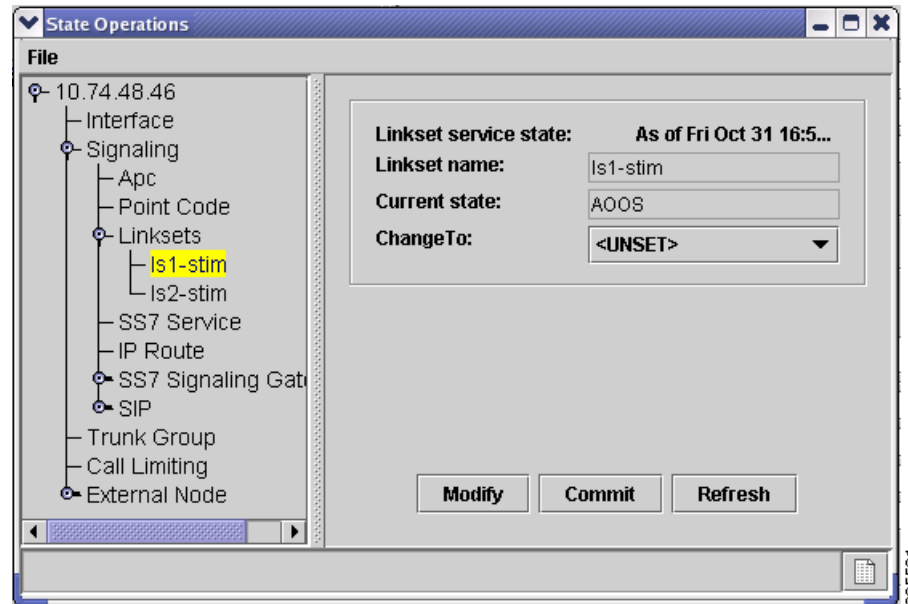 State Operations
File
10.74.48.46
Interface
Signaling
Apc
Point Code
Linksets
ls1-stim
ls2-stim
SS7 Service
IP Route
SS7 Signaling Gat
SIP
Trunk Group
Call Limiting
External Node
Linkset service state: As of Fri Oct 31 16:5...
Linkset name: ls1-stim
Current state: AOOS
ChangeTo: <UNSET>
Modify Commit Refresh